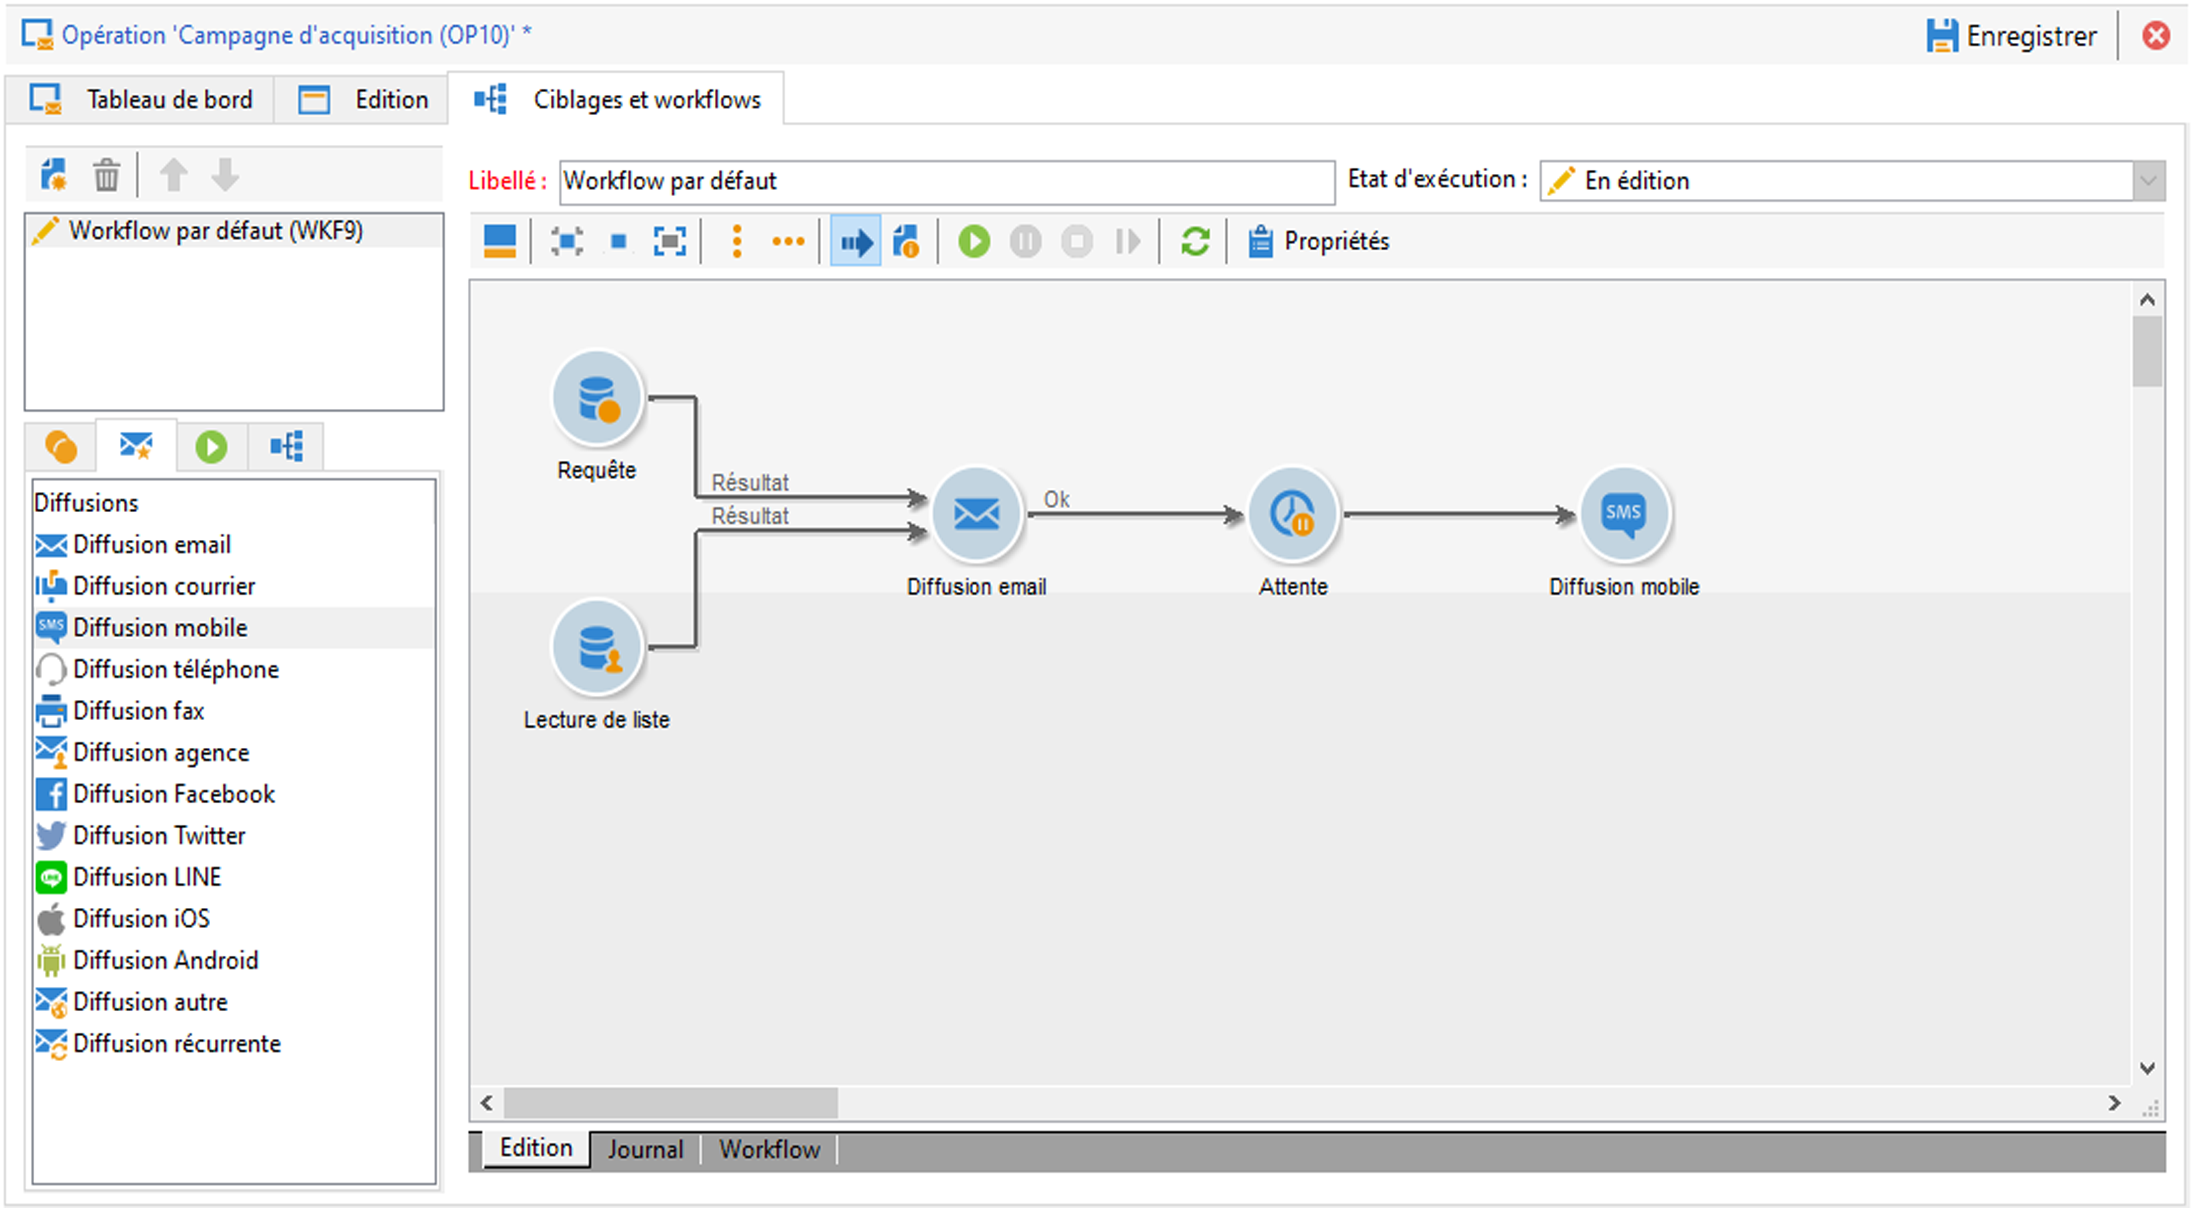 Opération 'Campagne d'acquisition (OP10)' *
Enregistrer
Tableau de bord
Edition
Ciblages et workflows
Libellé :
Workflow par défaut
Etat d'exécution :
En édition
Workflow par défaut (WKF9)
Propriétés
Requête
Résultat
Résultat
Ok
SMS
Diffusion email
Attente
Diffusion mobile
Lecture de liste
Diffusions
Diffusion email
Diffusion courrier
SMS
Diffusion mobile
Diffusion téléphone
Diffusion fax
Diffusion agence
Diffusion Facebook
Diffusion Twitter
Diffusion LINE
Diffusion iOS
Diffusion Android
Diffusion autre
Diffusion récurrente
Edition
Journal
Workflow